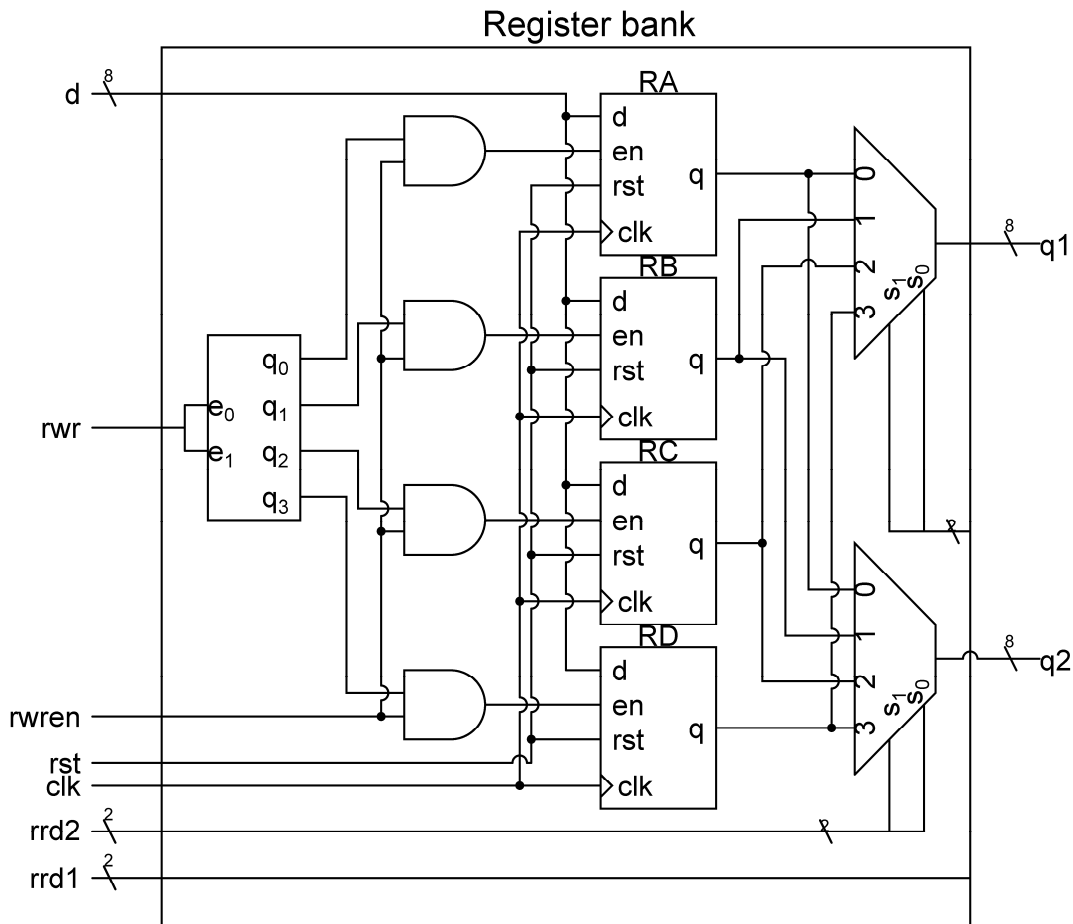 Register bank
d
8
RA
d
en
rst
clk
q
RB
d
en
rst
clk
q
RC
d
en
rst
clk
q
RD
d
en
rst
clk
q
e0
e1
q0
q1
q2
q3
rwr
rwren
rst
clk
rrd2
2
rrd1
2
0
1
2
3
s1
s0
8
q1
2
0
1
2
3
s1
s0
8
q2
2